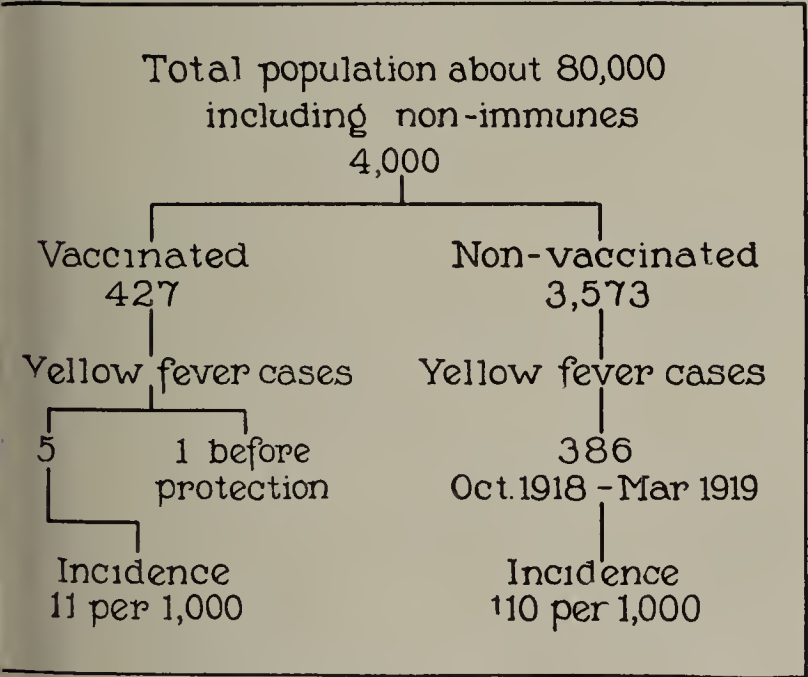 Total population about 80,000
including non-immunes
4,000
Vaccinated
427
Yellow fever cases
5
1 before
protection
Incidence
11 per 1,000
Non-vaccinated
3,573
Yellow fever cases
386
Oct. 1918 - Mar 1919
Incidence
110 per 1,000